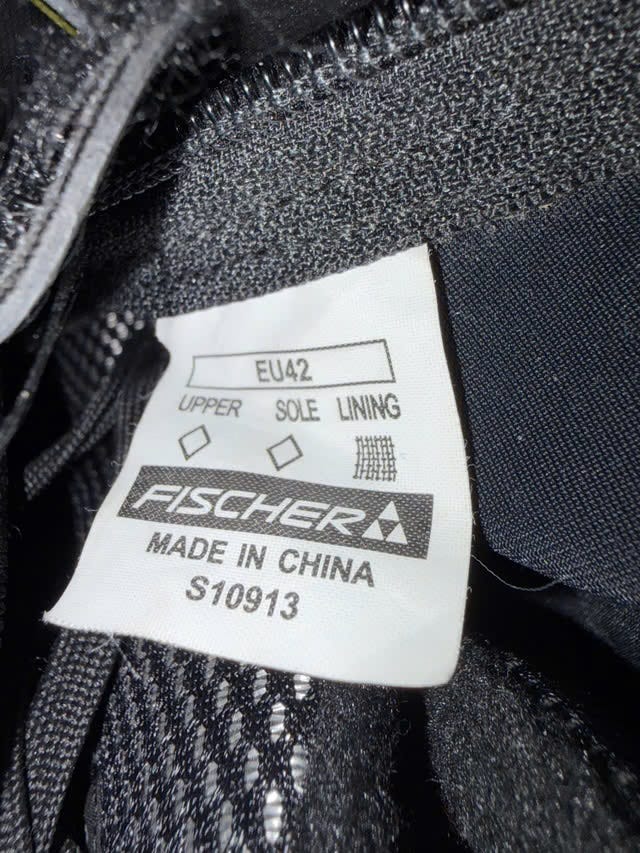 EU42
UPPER SOLE LINING
FISCHER
MADE IN CHINA
S10913